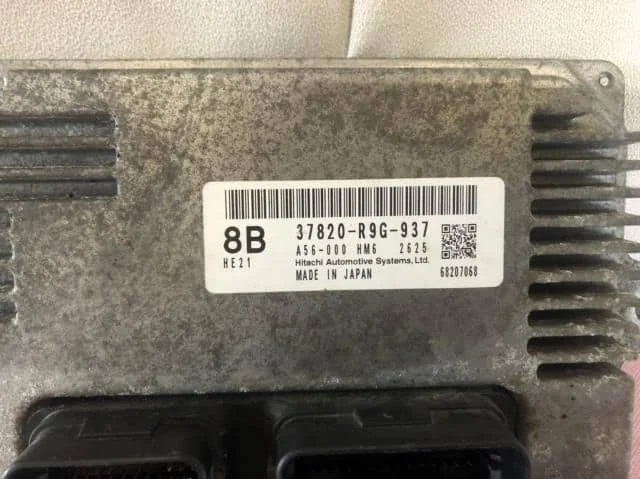 8B 37820-R9G-937
A56-000 HM6 2625
HE21 Hitachi Automotive Systems, Ltd.
MADE IN JAPAN 68207068